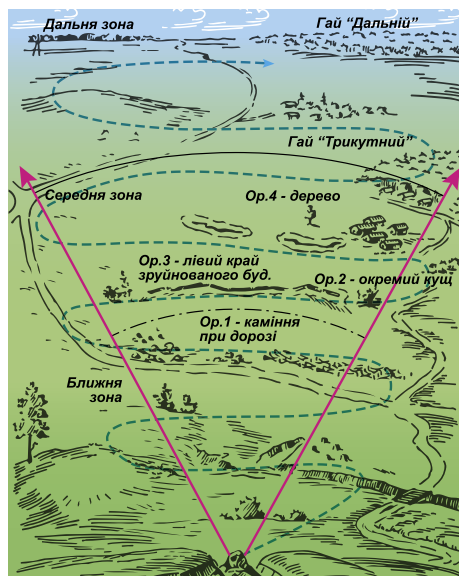 Дальня зона
Гай “Дальній”
Гай “Трикутний”
Середня зона
Ор.4 - дерево
Ор.3 - лівий край
зруйнованого буд.
Ор.2 - окремий кущ
Ор.1 - каміння
при дорозі
Ближня
зона